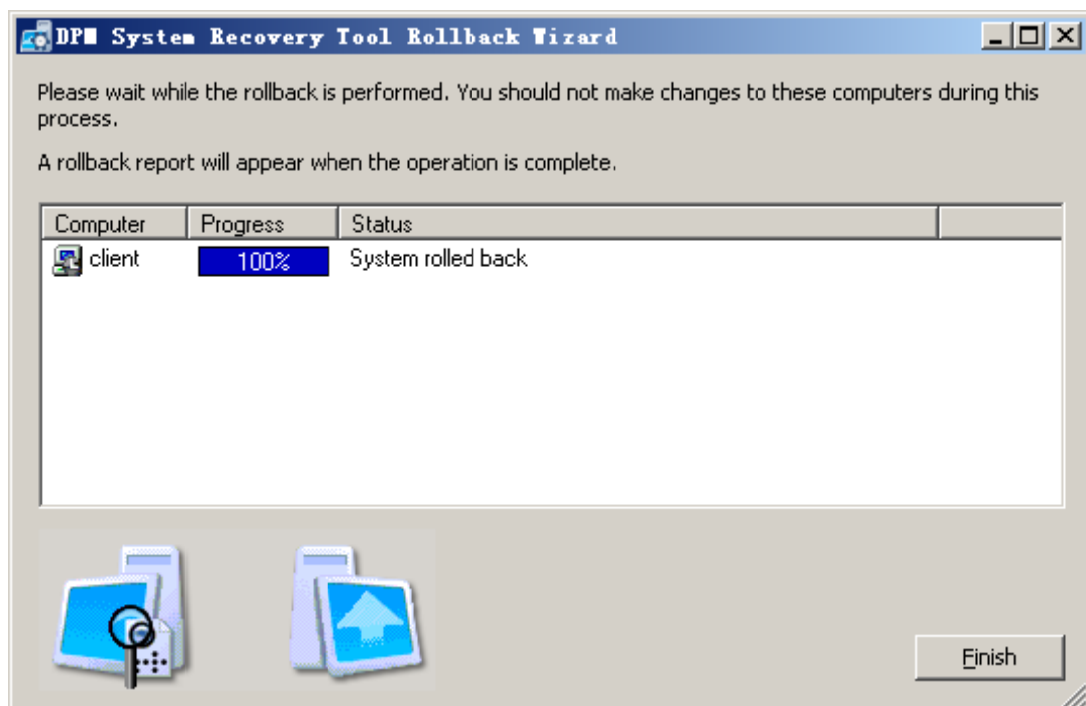 DPM System Recovery Tool Rollback Wizard
Please wait while the rollback is performed. You should not make changes to these computers during this
process.
A rollback report will appear when the operation is complete.
Computer Progress Status
client 100% System rolled back
Finish